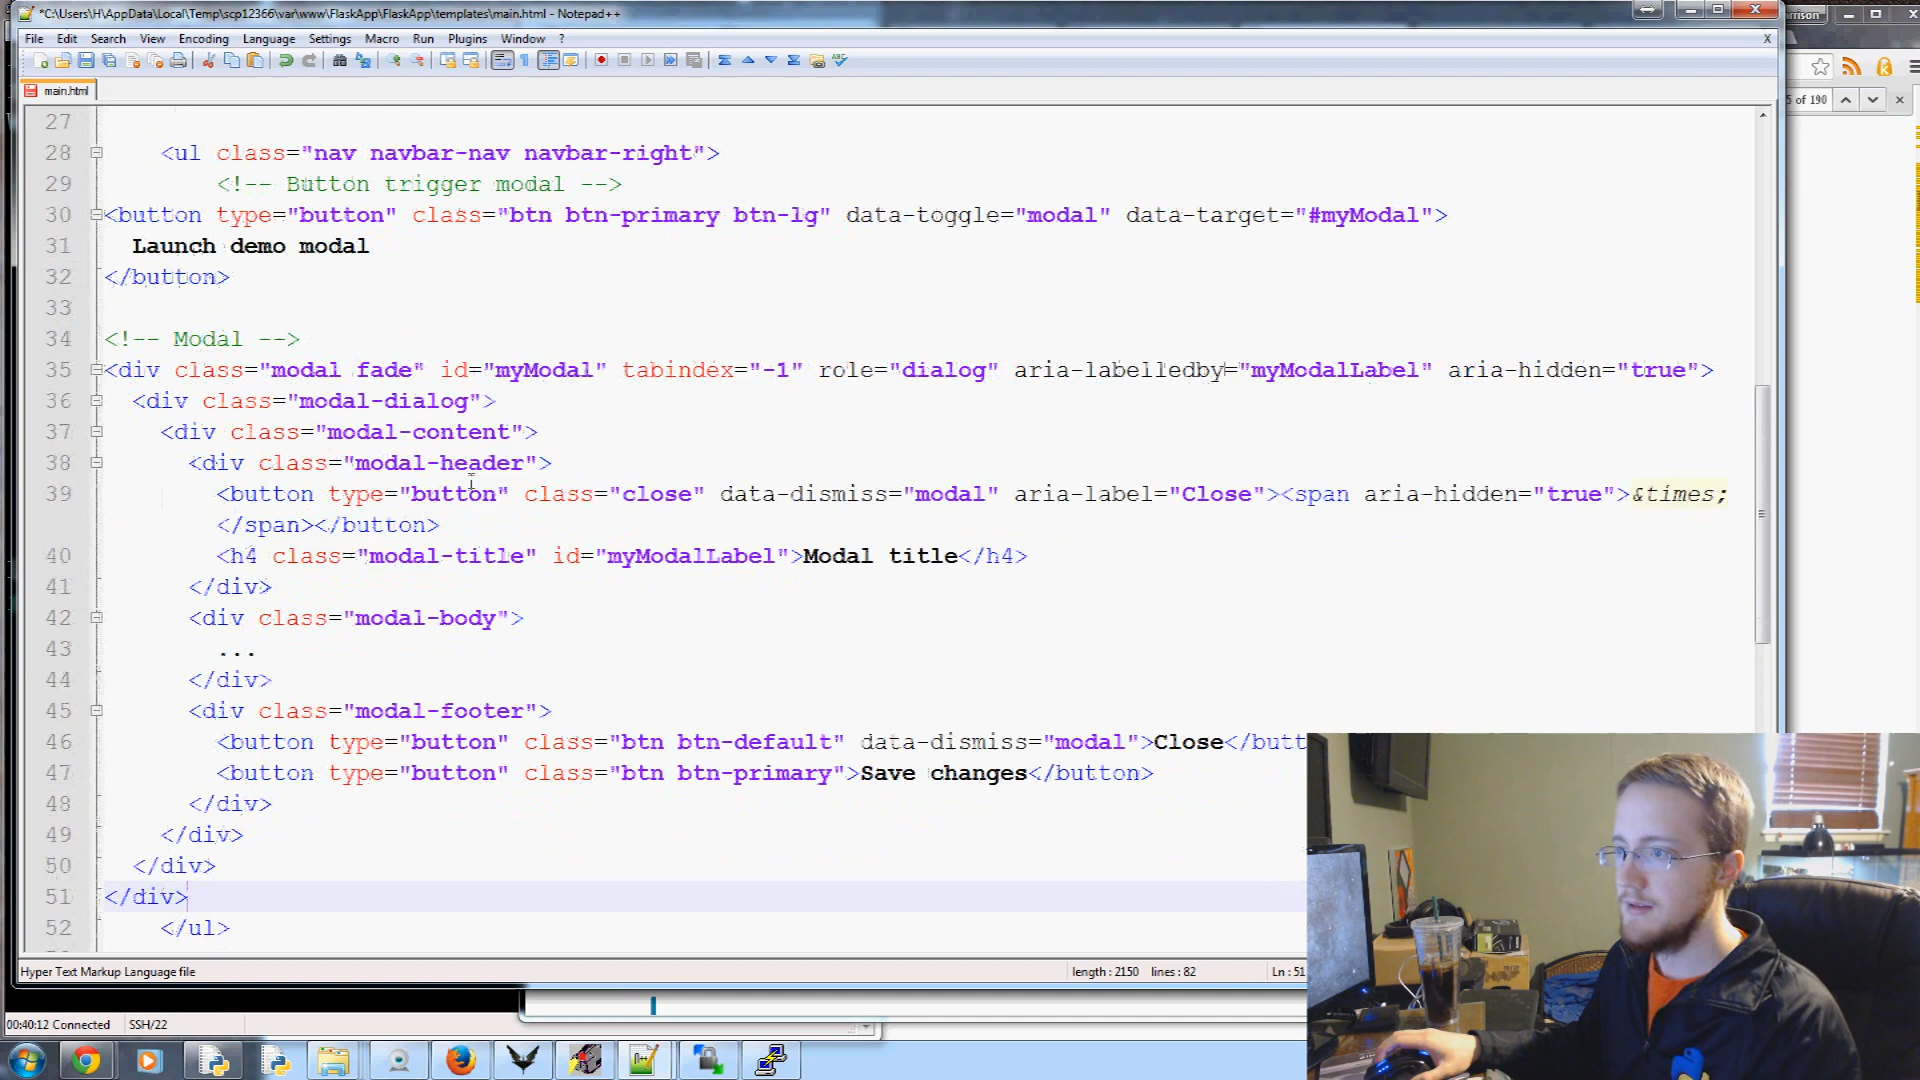 *C:\Users\H\AppData\Local\Temp\scp12366\var\www\FlaskApp\FlaskApp\templates\main.html - Notepad++
rrison
File Edit Search View Encoding Language Settings Macro Run Plugins Window ?
X
main.html
5 of 190
27
28 <ul class="nav navbar-nav navbar-right">
29 <!-- Button trigger modal -->
30 <button type="button" class="btn btn-primary btn-lg" data-toggle="modal" data-target="#myModal">
31 Launch demo modal
32 </button>
33
34 <!-- Modal -->
35 <div class="modal fade" id="myModal" tabindex="-1" role="dialog" aria-labelledby="myModalLabel" aria-hidden="true">
36 <div class="modal-dialog">
37 <div class="modal-content">
38 <div class="modal-header">
39 <button type="button" class="close" data-dismiss="modal" aria-label="Close"><span aria-hidden="true">&times;
</span></button>
40 <h4 class="modal-title" id="myModalLabel">Modal title</h4>
41 </div>
42 <div class="modal-body">
43 ...
44 </div>
45 <div class="modal-footer">
46 <button type="button" class="btn btn-default" data-dismiss="modal">Close</butt
47 <button type="button" class="btn btn-primary">Save changes</button>
48 </div>
49 </div>
50 </div>
51 </div>
52 </ul>
Hyper Text Markup Language file
length : 2150 lines : 82
Ln : 51
00:40:12 Connected
SSH/22